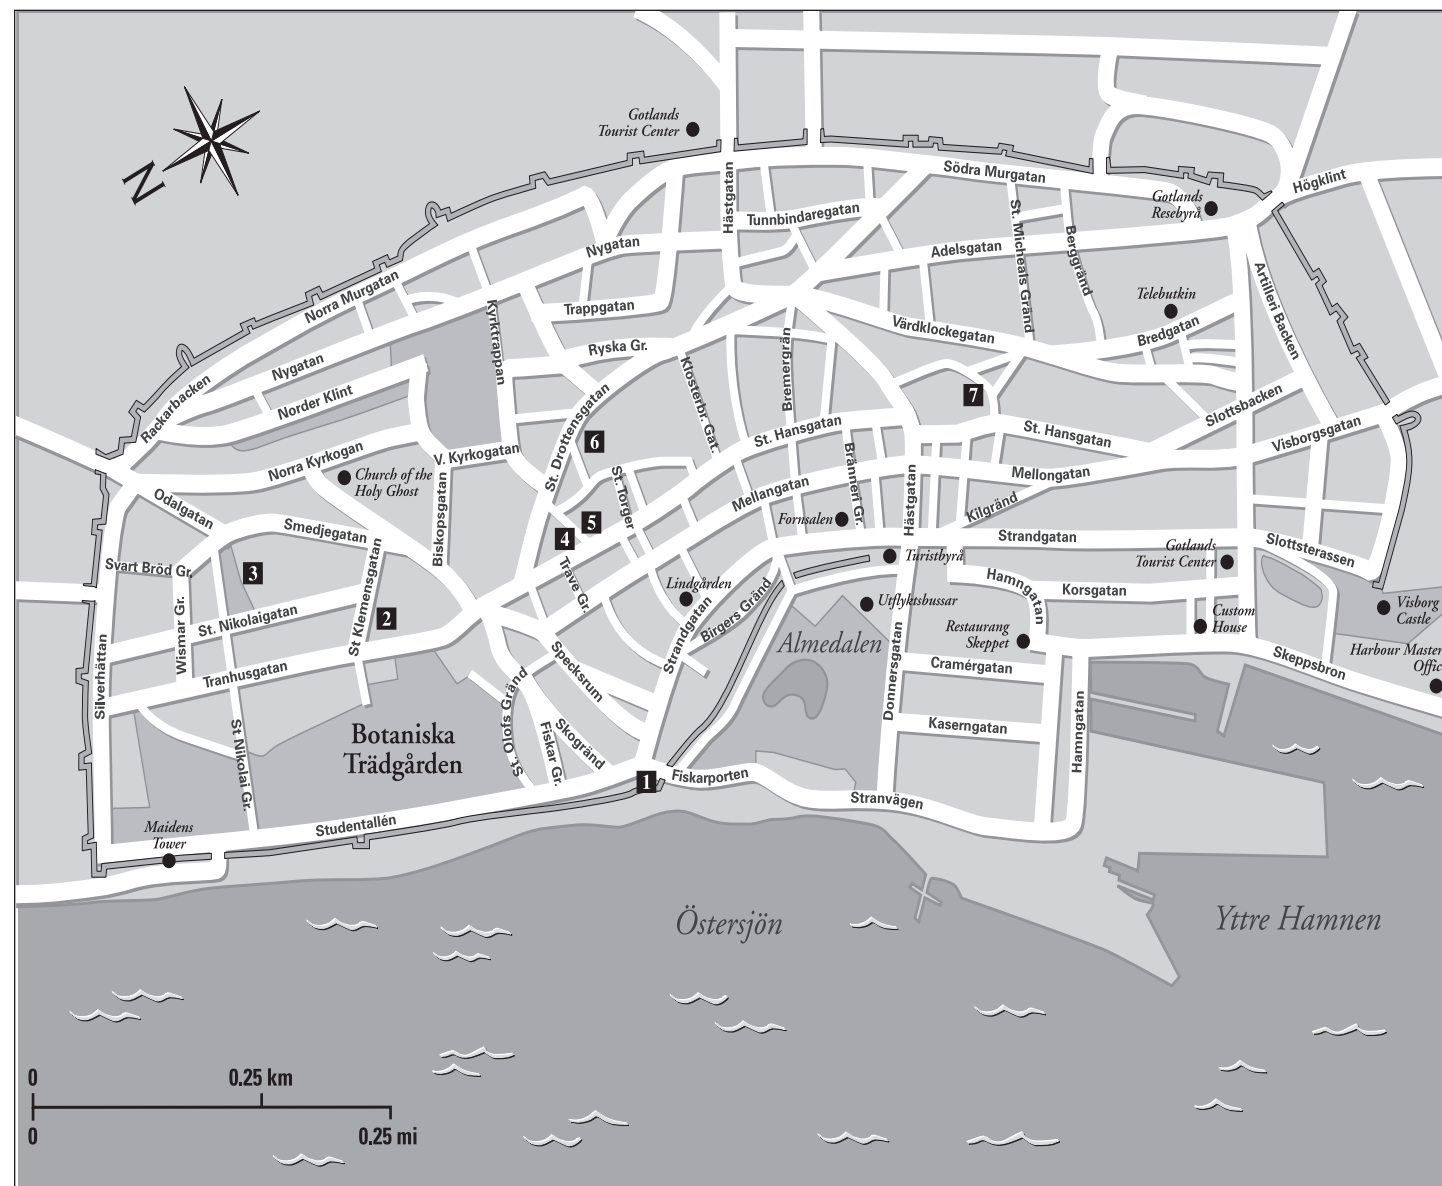 Gotlands
Tourist Center
N
Södra Murgatan
Högklint
Gotlands
Resebyrå
Hästgatan
Tunnbindaregatan
St. Micheals Gränd
Berggränd
Nygatan
Adelsgatan
Norra Murgatan
Artilleri Backen
Telebutkin
Trappgatan
Kyrktrappan
Värdklockegatan
Bredgatan
Ryska Gr.
Nygatan
Klosterbr. Gat.
Bremergrän
Rackarbacken
Norder Klint
7
Slottsbacken
St. Drottensgatan
6
St. Hansgatan
St. Hansgatan
Visborgsgatan
Norra Kyrkogan
V. Kyrkogatan
Church of the
Holy Ghost
St. Torger
Mellangatan
Bränneri Gr.
Mellongatan
Odalgatan
Biskopsgatan
Hästgatan
Kilgränd
Smedjegatan
5
Fornsalen
4
Strandgatan
Slottsterassen
Svart Bröd Gr.
3
Trave Gr.
Turistbyrå
Gotlands
Tourist Center
St Klemensgatan
Lindgården
Hamngatan
Korsgatan
Wismar Gr.
St. Nikolaigatan
2
Strandgatan
Birgers Gränd
Utflyktsbussar
Visborg
Castle
Custom
House
Almedalen
Restaurang
Skeppet
Silverhättan
Tranhusgatan
Specksrum
Donnersgatan
Cramérgatan
Skeppsbron
Harbour Master
Offic
St. Olofs Gränd
St Nikolai Gr.
Botaniska
Trädgården
Fiskar Gr.
Skogränd
Kaserngatan
Hamngatan
1
Fiskarporten
Stranvägen
Studentallén
Maidens
Tower
Östersjön
Yttre Hamnen
0
0.25 km
0
0.25 mi